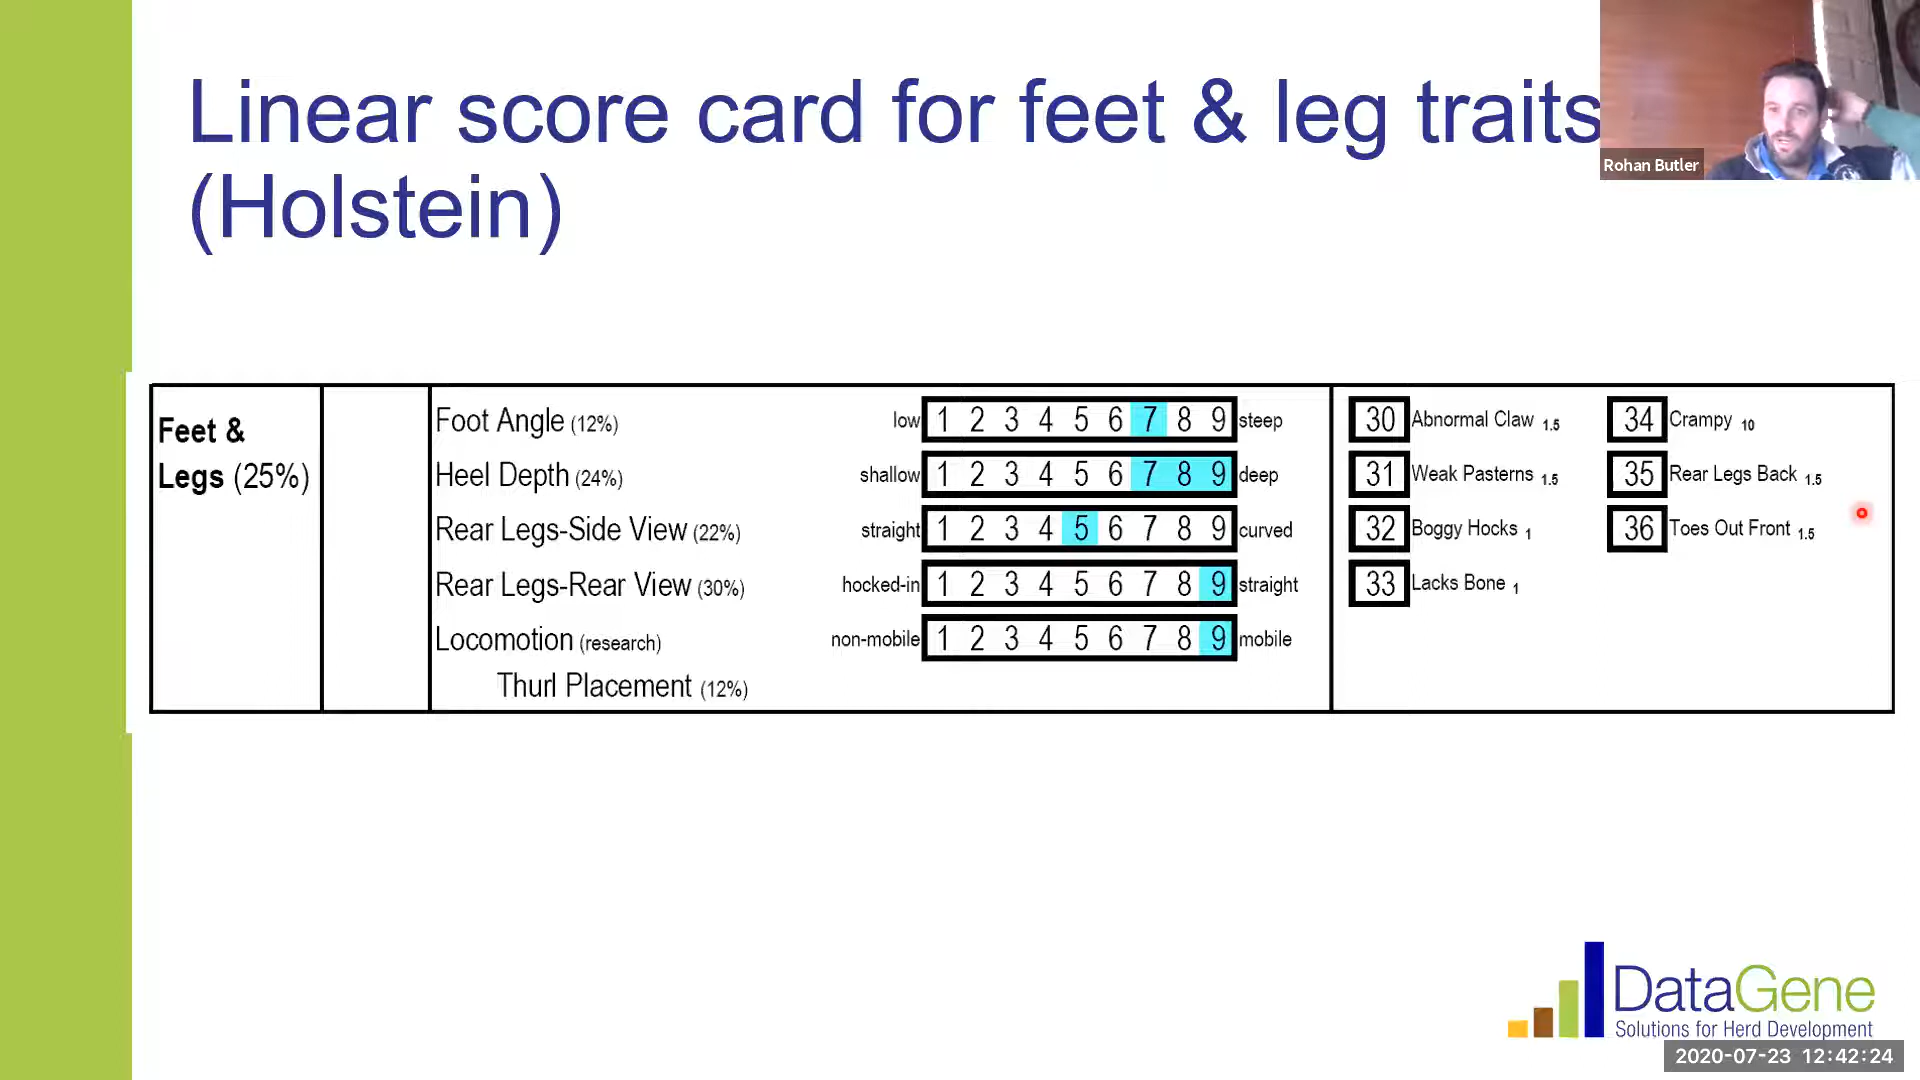 Linear score card for feet & leg traits
(Holstein)
Rohan Butler
Feet &
Legs (25%)
Foot Angle (12%) low 1 2 3 4 5 6 7 8 9 steep
Heel Depth (24%) shallow 1 2 3 4 5 6 7 8 9 deep
Rear Legs-Side View (22%) straight 1 2 3 4 5 6 7 8 9 curved
Rear Legs-Rear View (30%) hocked-in 1 2 3 4 5 6 7 8 9 straight
Locomotion (research) non-mobile 1 2 3 4 5 6 7 8 9 mobile
Thurl Placement (12%)
30 Abnormal Claw 1.5 34 Crampy 10
31 Weak Pasterns 1.5 35 Rear Legs Back 1.5
32 Boggy Hocks 1 36 Toes Out Front 1.5
33 Lacks Bone 1
DataGene
Solutions for Herd Development
2020-07-23 12:42:24